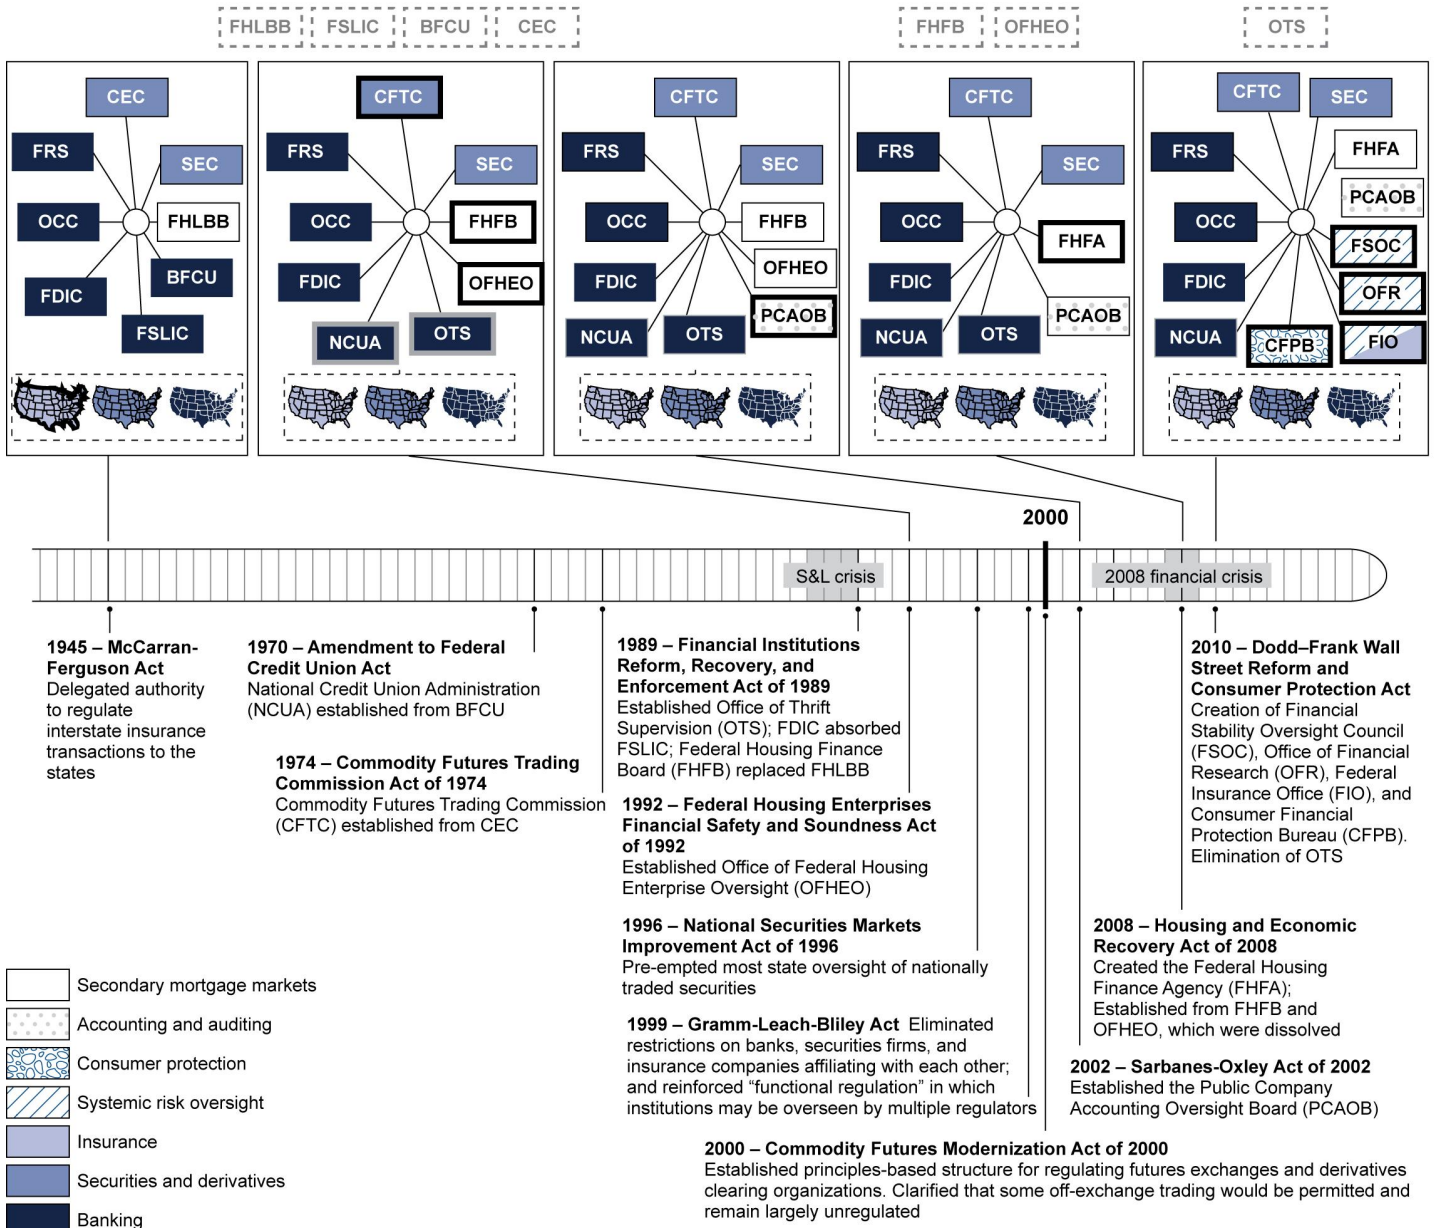 FHLBB FSLIC BFCU CEC
FHFB OFHEO
OTS
CEC
FRS
SEC
OCC
FHLBB
BFCU
FDIC
FSLIC
CFTC
FRS
SEC
OCC
FHFB
FDIC
OFHEO
NCUA
OTS
CFTC
FRS
SEC
OCC
FHFB
OFHEO
FDIC
PCAOB
NCUA
OTS
CFTC
FRS
SEC
OCC
FHFA
FDIC
PCAOB
NCUA
OTS
CFTC
SEC
FRS
FHFA
PCAOB
OCC
FSOC
FDIC
OFR
NCUA
CFPB
FIO
2000
S&L crisis
2008 financial crisis
1945 – McCarran-
Ferguson Act
Delegated authority
to regulate
interstate insurance
transactions to the
states
1970 – Amendment to Federal
Credit Union Act
National Credit Union Administration
(NCUA) established from BFCU
1974 – Commodity Futures Trading
Commission Act of 1974
Commodity Futures Trading Commission
(CFTC) established from CEC
1989 – Financial Institutions
Reform, Recovery, and
Enforcement Act of 1989
Established Office of Thrift
Supervision (OTS); FDIC absorbed
FSLIC; Federal Housing Finance
Board (FHFB) replaced FHLBB
1992 – Federal Housing Enterprises
Financial Safety and Soundness Act
of 1992
Established Office of Federal Housing
Enterprise Oversight (OFHEO)
1996 – National Securities Markets
Improvement Act of 1996
Pre-empted most state oversight of nationally
traded securities
1999 – Gramm-Leach-Bliley Act Eliminated
restrictions on banks, securities firms, and
insurance companies affiliating with each other;
and reinforced “functional regulation” in which
institutions may be overseen by multiple regulators
2000 – Commodity Futures Modernization Act of 2000
Established principles-based structure for regulating futures exchanges and derivatives
clearing organizations. Clarified that some off-exchange trading would be permitted and
remain largely unregulated
2002 – Sarbanes-Oxley Act of 2002
Established the Public Company
Accounting Oversight Board (PCAOB)
2008 – Housing and Economic
Recovery Act of 2008
Created the Federal Housing
Finance Agency (FHFA);
Established from FHFB and
OFHEO, which were dissolved
2010 – Dodd–Frank Wall
Street Reform and
Consumer Protection Act
Creation of Financial
Stability Oversight Council
(FSOC), Office of Financial
Research (OFR), Federal
Insurance Office (FIO), and
Consumer Financial
Protection Bureau (CFPB).
Elimination of OTS
Secondary mortgage markets
Accounting and auditing
Consumer protection
Systemic risk oversight
Insurance
Securities and derivatives
Banking